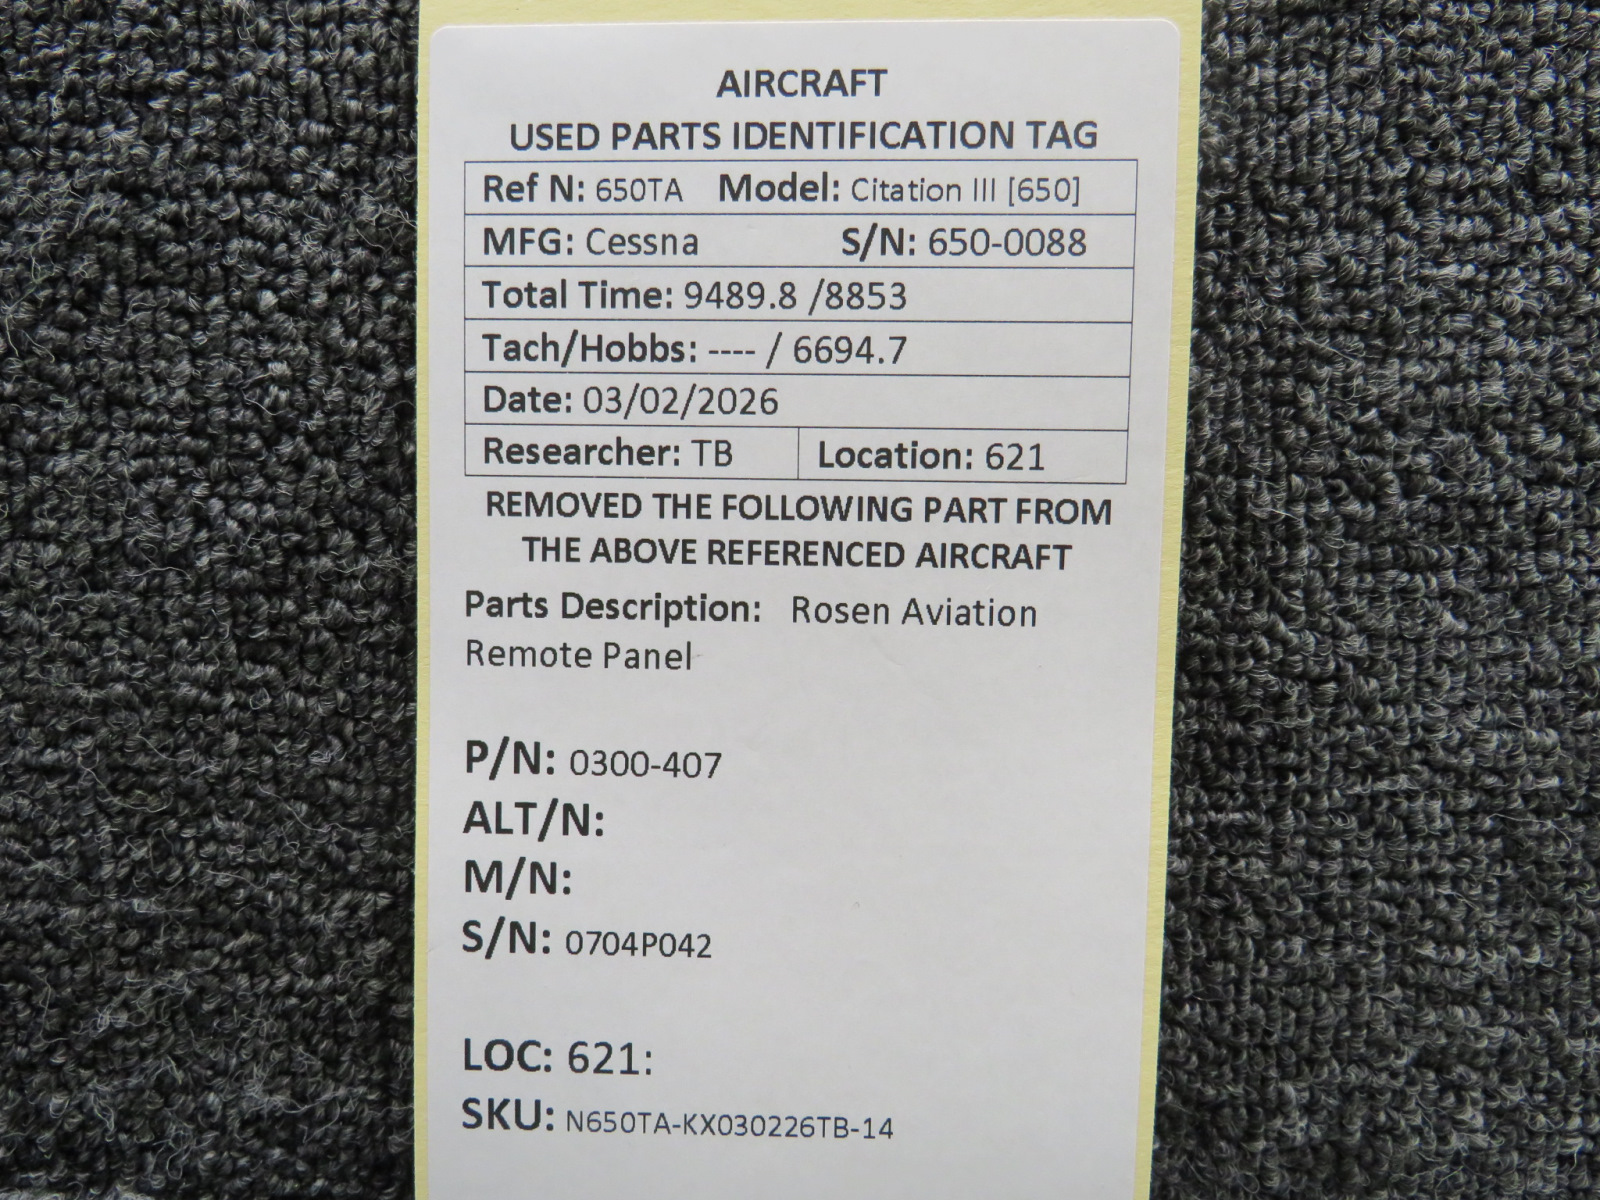 AIRCRAFT
USED PARTS IDENTIFICATION TAG
Ref N: 650TA Model: Citation III [650]
MFG: Cessna S/N: 650-0088
Total Time: 9489.8 /8853
Tach/Hobbs: ---- / 6694.7
Date: 03/02/2026
Researcher: TB Location: 621
REMOVED THE FOLLOWING PART FROM
THE ABOVE REFERENCED AIRCRAFT
Parts Description: Rosen Aviation
Remote Panel
P/N: 0300-407
ALT/N:
M/N:
S/N: 0704P042
LOC: 621:
SKU: N650TA-KX030226TB-14